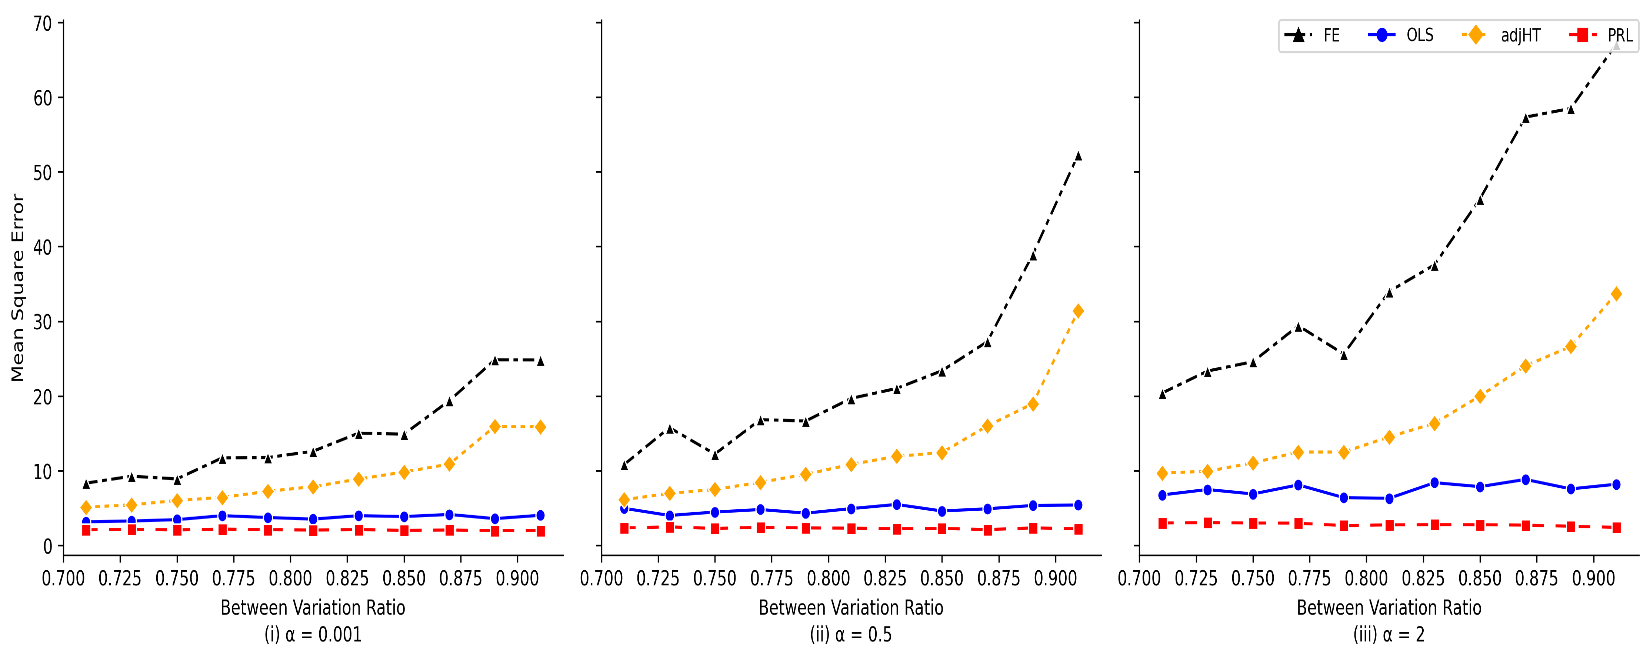 FE OLS adjHT PRL
70
60
50
40
30
20
10
0
Mean Square Error
0.700 0.725 0.750 0.775 0.800 0.825 0.850 0.875 0.900
0.700 0.725 0.750 0.775 0.800 0.825 0.850 0.875 0.900
0.700 0.725 0.750 0.775 0.800 0.825 0.850 0.875 0.900
Between Variation Ratio
Between Variation Ratio
Between Variation Ratio
(i) α = 0.001
(ii) α = 0.5
(iii) α = 2